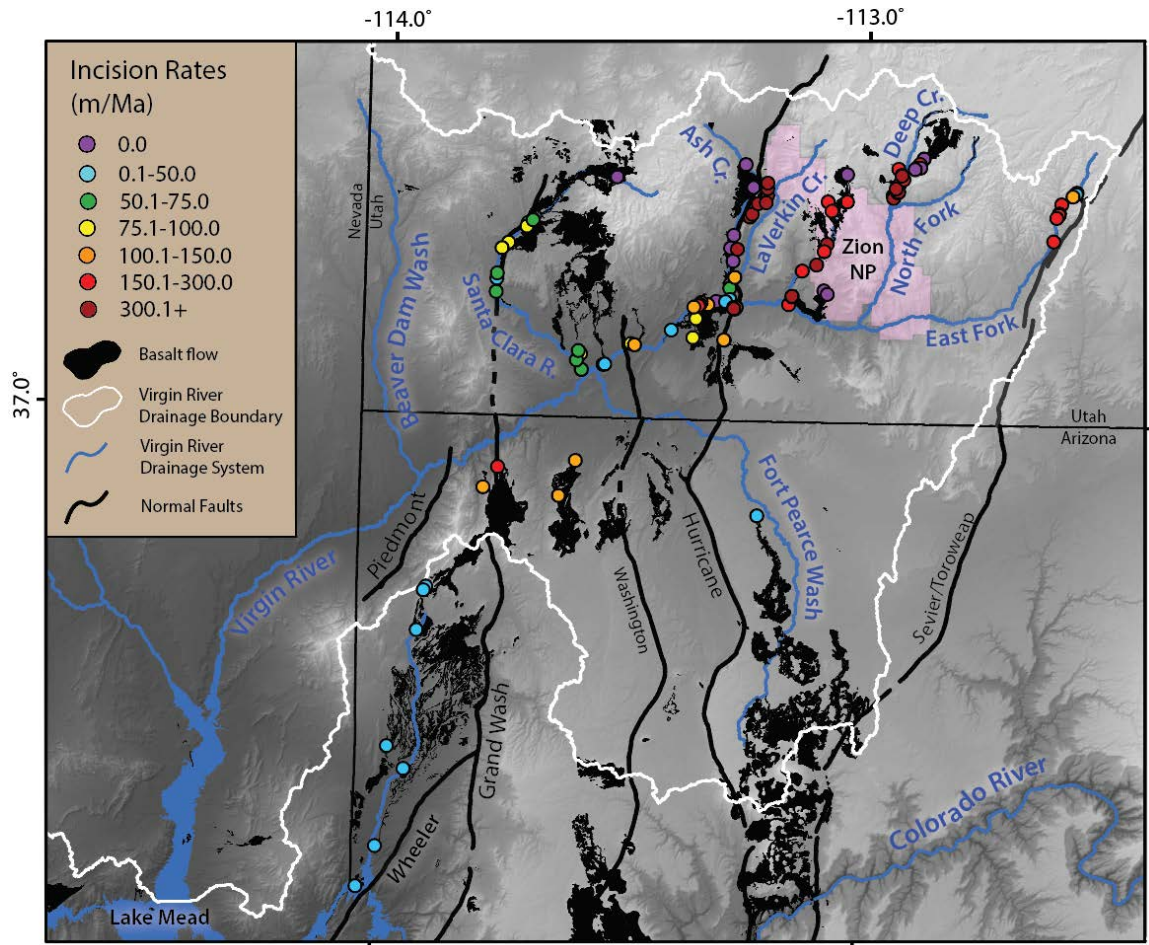 -114.0°
-113.0°
37.0°
Incision Rates
(m/Ma)
0.0
0.1-50.0
50.1-75.0
75.1-100.0
100.1-150.0
150.1-300.0
300.1+
Basalt flow
Virgin River
Drainage Boundary
Virgin River
Drainage System
Normal Faults
Nevada
Utah
Beaver Dam Wash
Santa
Clara R.
Ash Cr.
LaVerkin Cr.
Deep Cr.
Zion
NP
North Fork
East Fork
Utah
Arizona
Piedmont
Virgin River
Fort Pearce Wash
Hurricane
Washington
Sevier/Toroweap
Grand Wash
Wheeler
Colorado River
Lake Mead